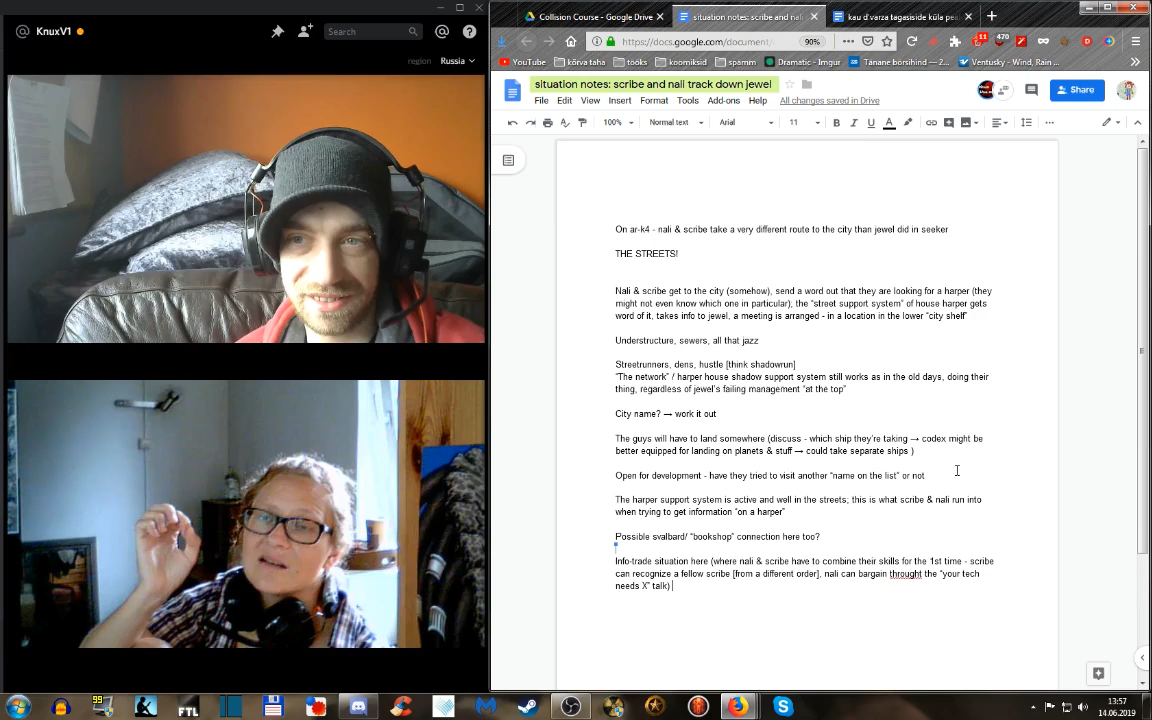 KnuxV1
Search
region Russia
Collision Course - Google Drive
situation notes: scribe and nali
kau d'varza tagasiside küla pea
https://docs.google.com/document/
90%
11
470
YouTube
kõrva taha
tööks
koomiksid
spämm
Dramatic - Imgur
Tänane börsihind
Ventusky - Wind, Rain ...
situation notes: scribe and nali track down jewel
File Edit View Insert Format Tools Add-ons Help All changes saved in Drive
Share
100% Normal text Arial 11
On ar-k4 - nali & scribe take a very different route to the city than jewel did in seeker
THE STREETS!
Nali & scribe get to the city (somehow), send a word out that they are looking for a harper (they
might not even know which one in particular); the “street support system” of house harper gets
word of it, takes info to jewel, a meeting is arranged - in a location in the lower “city shelf”
Understructure, sewers, all that jazz
Streetrunners, dens, hustle [think shadowrun]
“The network” / harper house shadow support system still works as in the old days, doing their
thing, regardless of jewel’s failing management “at the top”
City name? → work it out
The guys will have to land somewhere (discuss - which ship they’re taking → codex might be
better equipped for landing on planets & stuff → could take separate ships )
Open for development - have they tried to visit another “name on the list” or not
The harper support system is active and well in the streets; this is what scribe & nali run into
when trying to get information “on a harper”
Possible svalbard/ “bookshop” connection here too?
Info-trade situation here (where nali & scribe have to combine their skills for the 1st time - scribe
can recognize a fellow scribe [from a different order], nali can bargain throught the “your tech
needs X” talk)
99
FTL
13:57
14.06.2019